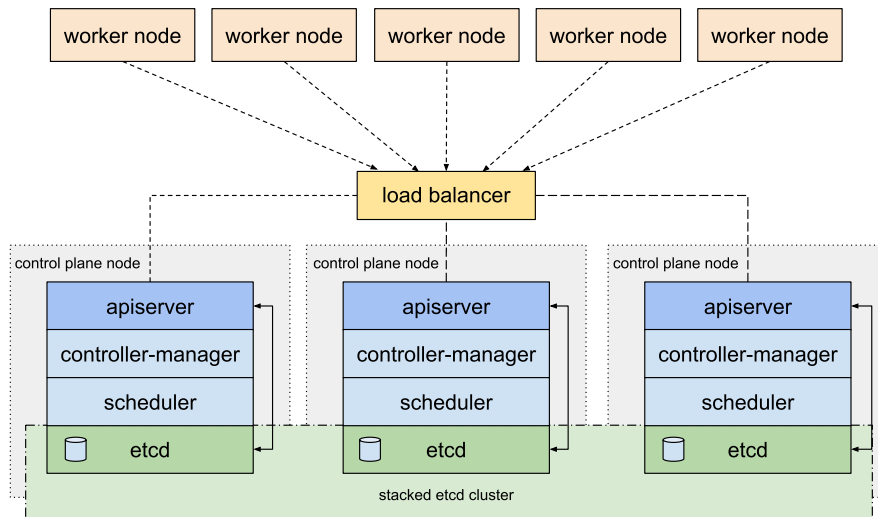 worker node
worker node
worker node
worker node
worker node
load balancer
control plane node
control plane node
control plane node
apiserver
apiserver
apiserver
controller-manager
controller-manager
controller-manager
scheduler
scheduler
scheduler
etcd
etcd
etcd
stacked etcd cluster